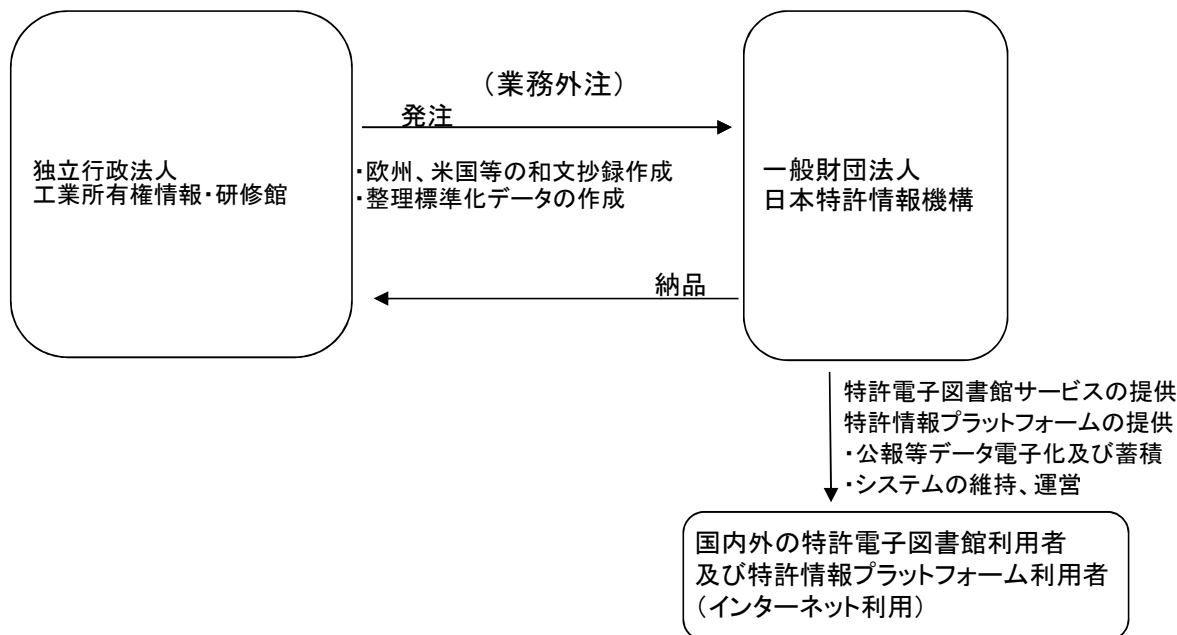 (業務外注)
発注
独立行政法人
工業所有権情報・研修館
・欧州、米国等の和文抄録作成
・整理標準化データの作成
一般財団法人
日本特許情報機構
納品
特許電子図書館サービスの提供
特許情報プラットフォームの提供
・公報等データ電子化及び蓄積
・システムの維持、運営
国内外の特許電子図書館利用者
及び特許情報プラットフォーム利用者
(インターネット利用)